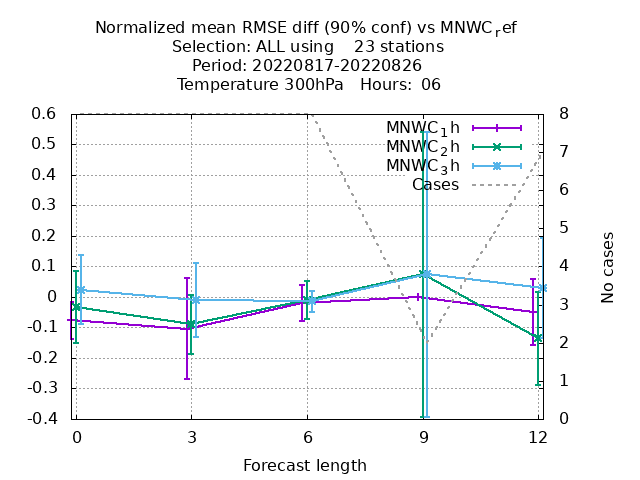 Normalized mean RMSE diff (90% conf) vs MNWC_ref
Selection: ALL using    23 stations
Period: 20220817-20220826
Temperature 300hPa   Hours:  06
MNWC_1h
MNWC_2h
MNWC_3h
Cases
0.6
0.5
0.4
0.3
0.2
0.1
0
-0.1
-0.2
-0.3
-0.4
8
7
6
5
4
3
2
1
0
No cases
0 3 6 9 12
Forecast length